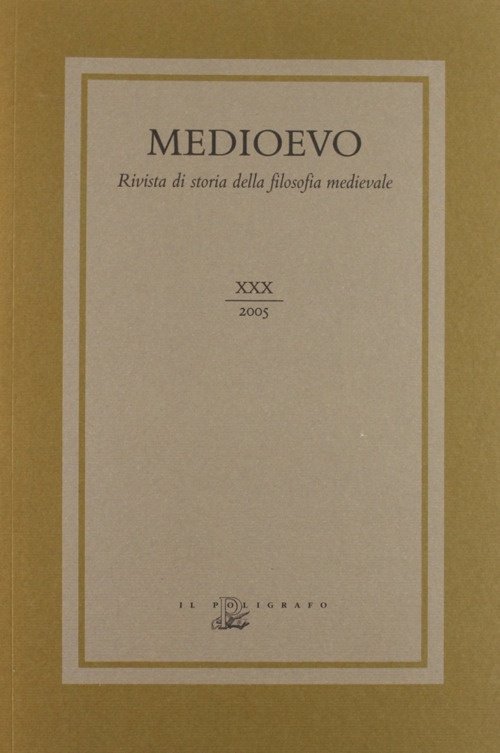 MEDIOEVO
Rivista di storia della filosofia medievale
XXX
2005
IL POLIGRAFO